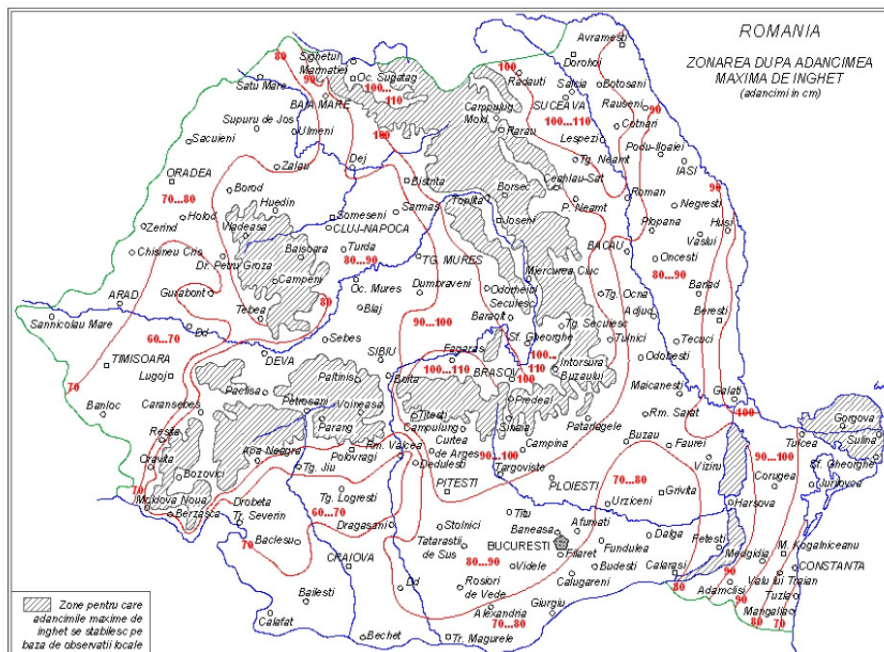 ROMANIA
ZONAREA DUPA ADANCIMEA
MAXIMA DE INGHET
(adancimi in cm)
Avramesti
Dorohoi
80
Sighetul
Marmatiei
90
Oc. Sugatag
100...
110
100
Radauti
Salcia
Botosani
Satu Mare
BAIA MARE
SUCEAVA
100...110
Rauseni
90
Campulug
Mold.
Rarau
Cotnari
Supuru de Jos
Ulmeni
100
Lespezi
Podu-Iloaiei
Sacuieni
Tg. Neamt
IASI
Zalau
Dej
ORADEA
Bistrita
Ceahlau-Sat
70...80
Borod
Borsec
Roman
90
Huedin
Sarmas
Toplita
P. Neamt
Negresti
Holod
Someseni
Joseni
Zerind
Vladeasa
CLUJ-NAPOCA
Plopana
Husi
Chisineu Cris
Baisoara
Turda
BACAU
Vaslui
Dr. Petru Groza
80...90
TG. MURES
Oncesti
80...90
Campeni
Miercurea Ciuc
Gurabont
Oc. Mures
Dumbraveni
Odorheiu
Secuiesc
Tg. Ocna
Barlad
ARAD
80
Blaj
Beresti
Sannicolau Mare
Tebea
90...100
Baraolt
Adjud
60...70
Dd
Tg. Secuiesc
Sebes
Sf. Gheorghe
Tulnici
Tecuci
TIMISOARA
DEVA
SIBIU
Fagaras
100...
110
Odobesti
Lugoj
Paltinis
Boita
100...110
BRASOV
100
Intorsura
Buzaului
70
Maicanesti
Galati
Banloc
Caransebes
Petrosani
Voineasa
Predeal
100
Gorgova
Titesti
Rm. Sarat
Parang
Campulung
Sinaia
Patarlagele
Tulcea
Sulina
Resita
Curtea
de Arges
Campina
Buzau
Faurei
90...100
Apa Neagra
Polovragi
Rm. Valcea
90...100
Sf. Gheorghe
Oravita
Dedulesti
Targoviste
Viziru
Corugea
Bozovici
Tg. Jiu
70...80
Jurilovca
70
PITESTI
PLOIESTI
Grivita
Moldova Noua
Drobeta
Tg. Logresti
Urziceni
Harsova
Berzasca
Tr. Severin
60...70
Titu
Dragasani
Stolnici
Baneasa
Afumati
Dalga
Fetesti
M. Kogalniceanu
70
Baclesu
Tatarastii
de Sus
BUCURESTI
Fundulea
Medgidia
CRAIOVA
80...90
Filaret
CONSTANTA
Videle
Budesti
Calarasi
90
Valu lui Traian
Rosiori
de Vede
Calugareni
80
Adamclisi
Bailesti
Dd
Tuzla
90
Alexandria
Giurgiu
Mangalia
Calafat
70...80
80
70
Bechet
Tr. Magurele
Zone pentru care
adancimile maxime de
inghet se stabilesc pe
baza de observatii locale